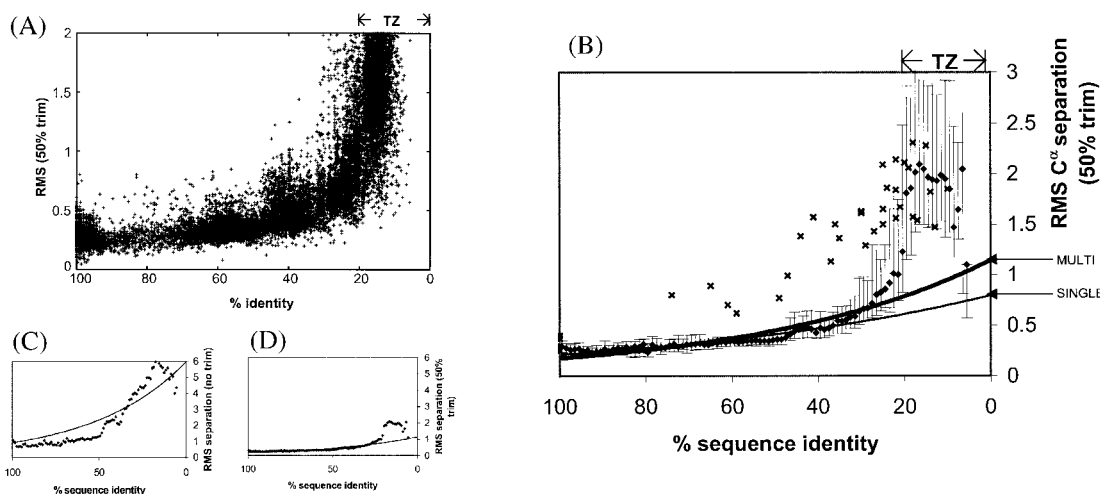 (A)
TZ
2
1.5
1
0.5
0
RMS (50% trim)
100
80
60
40
20
0
% identity
(B)
TZ
3
2.5
2
1.5
1
0.5
0
RMS Cα separation
(50% trim)
MULTI
SINGLE
100
80
60
40
20
0
% sequence identity
(C)
6
5
4
3
2
1
0
RMS separation (no trim)
100
50
0
% sequence identity
(D)
6
5
4
3
2
1
0
RMS separation (50%
trim)
100
50
0
% sequence identity